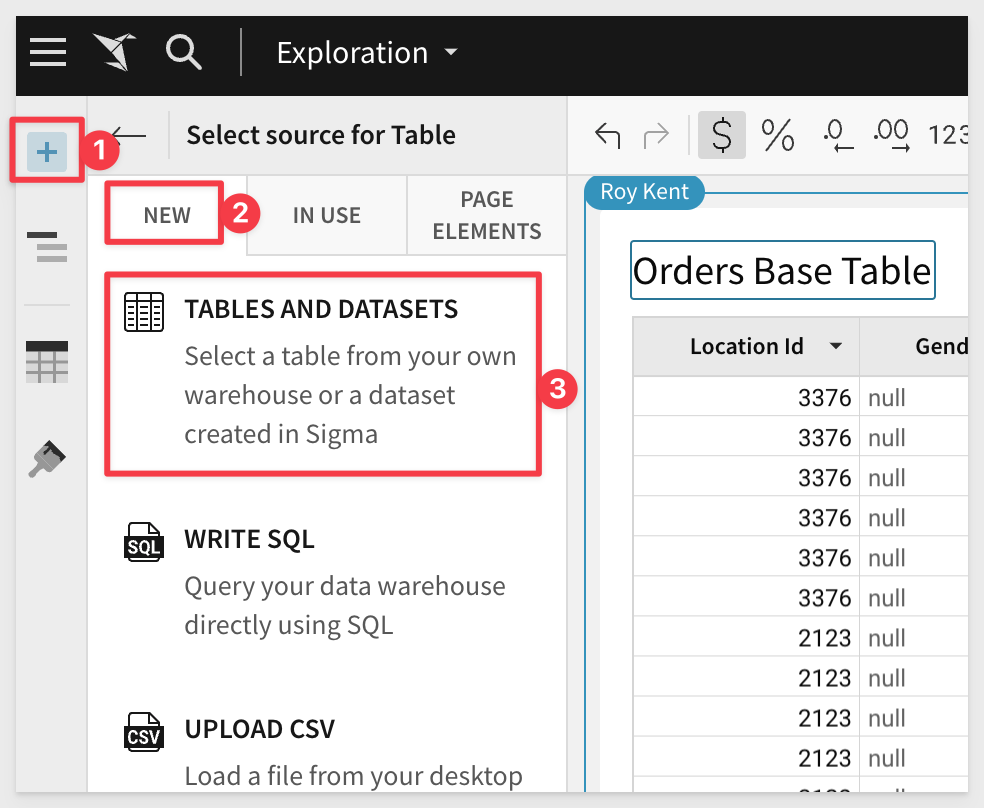 Exploration
1
Select source for Table
$ % .0 .00 123
NEW
2
IN USE
PAGE
ELEMENTS
Roy Kent
Orders Base Table
TABLES AND DATASETS
Select a table from your own
warehouse or a dataset
created in Sigma
3
SQL
WRITE SQL
Query your data warehouse
directly using SQL
CSV
UPLOAD CSV
Load a file from your desktop
Location Id Gend
3376 null
3376 null
3376 null
3376 null
3376 null
3376 null
2123 null
2123 null
2123 null
2123 null